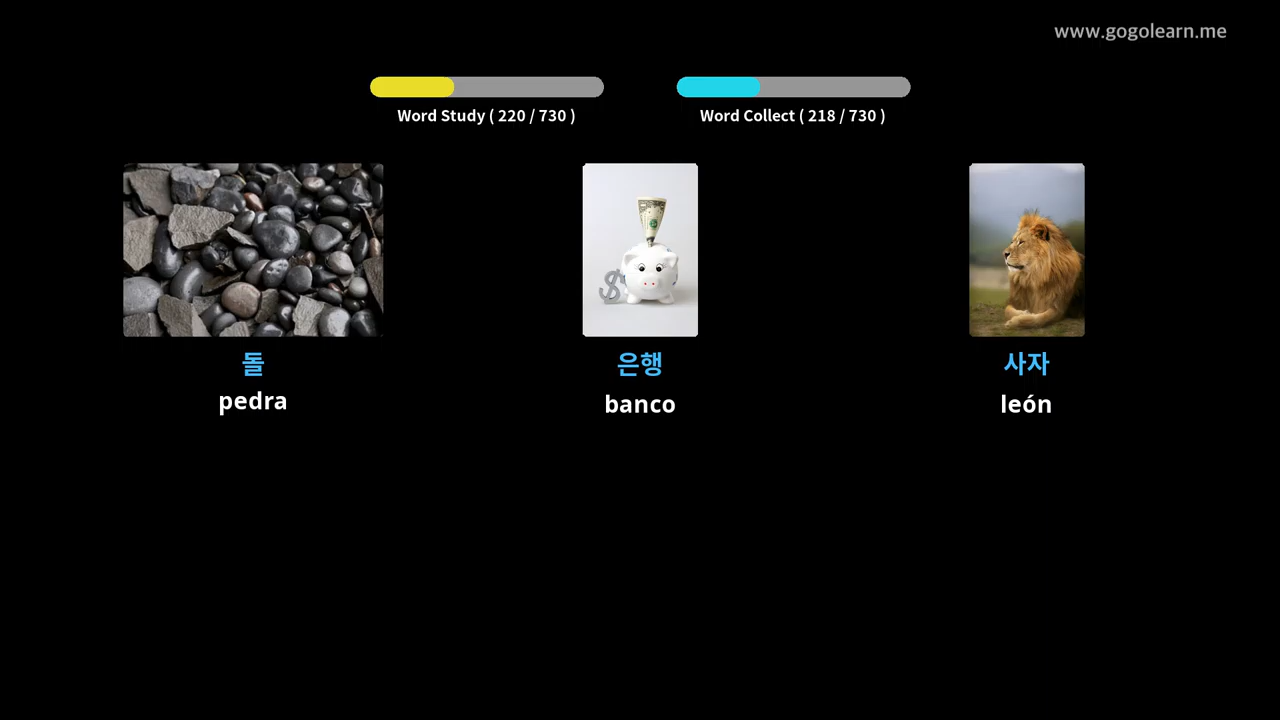 www.gogolearn.me
Word Study ( 220 / 730 )
Word Collect ( 218 / 730 )
돌
pedra
은행
banco
사자
león